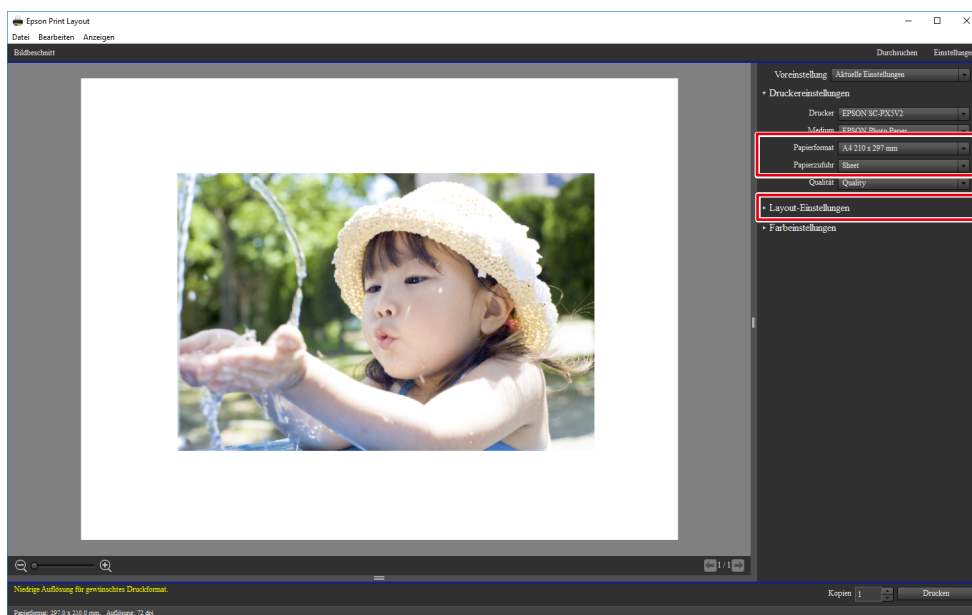 Epson Print Layout
Datei Bearbeiten Anzeigen
Bildbeschnitt Durchsuchen Einstellunge
Voreinstellung Aktuelle Einstellungen
Druckereinstellungen
Drucker EPSON SC-PX5V2
Medium EPSON Photo Paper
Papierformat A4 210 x 297 mm
Papierzufuhr Sheet
Qualität Quality
Layout-Einstellungen
Farbeinstellungen
1 / 1
Niedrige Auflösung für gewünschtes Druckformat.
Kopien 1 Drucken
Papierformat: 297.0 x 210.0 mm, Auflösung: 72 dpi